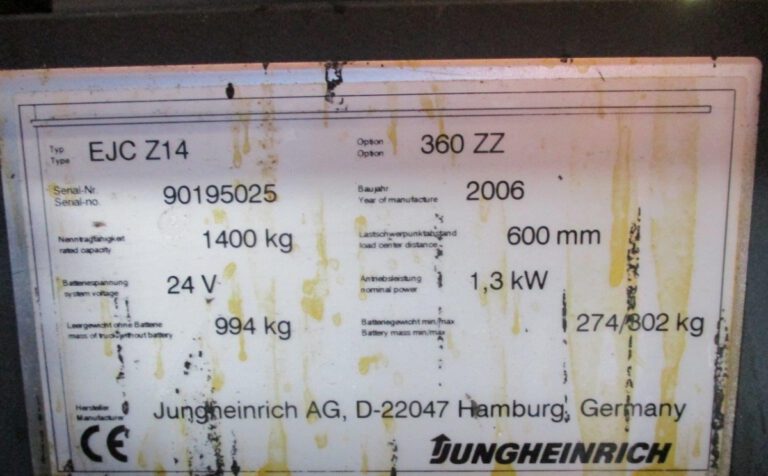 Typ Type EJC Z14 Option Option 360 ZZ
Serial-Nr. Serial-no. 90195025 Baujahr Year of manufacture 2006
Nenntragfähigkeit rated capacity 1400 kg Lastschwerpunktabstand load center distance 600 mm
Batteriespannung system voltage 24 V Antriebsleistung nominal power 1,3 kW
Leergewicht ohne Batterie mass of truck without battery 994 kg Batteriegewicht min/max Battery mass min/max 274/302 kg
Hersteller Manufacturer Jungheinrich AG, D-22047 Hamburg, Germany
CE JUNGHEINRICH